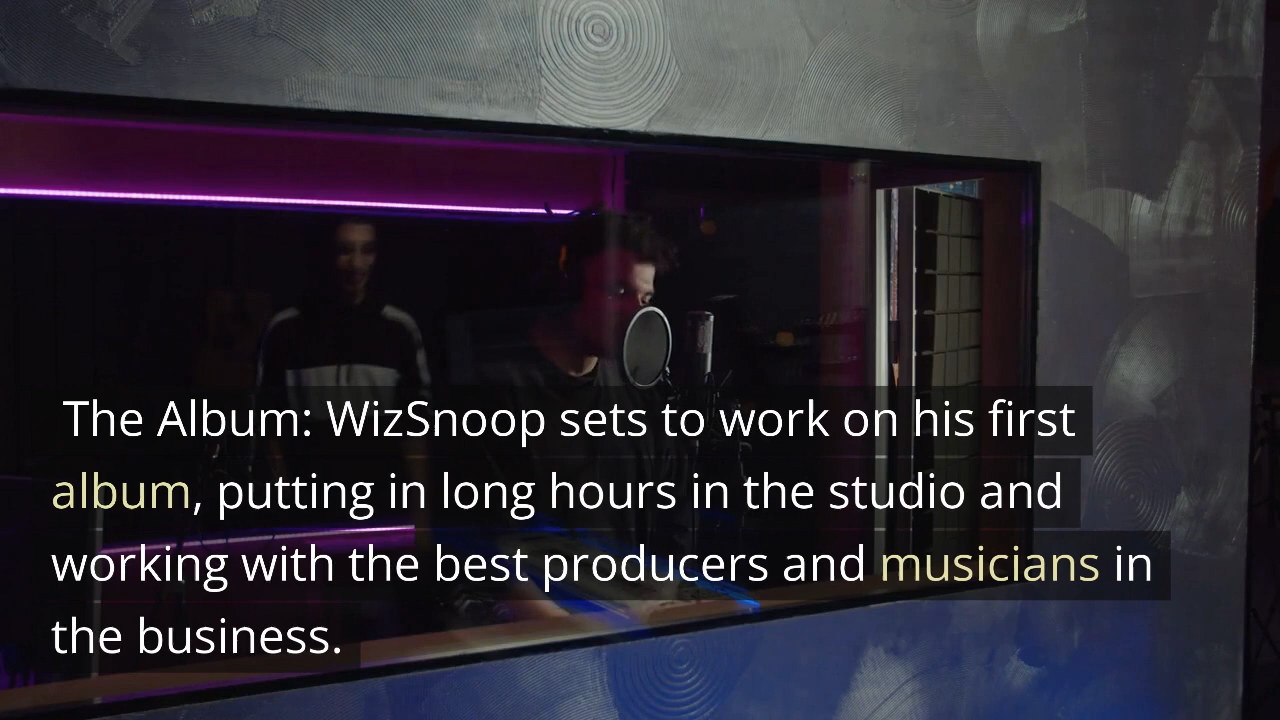 The Album: WizSnoop sets to work on his first
album, putting in long hours in the studio and
working with the best producers and musicians in
the business.